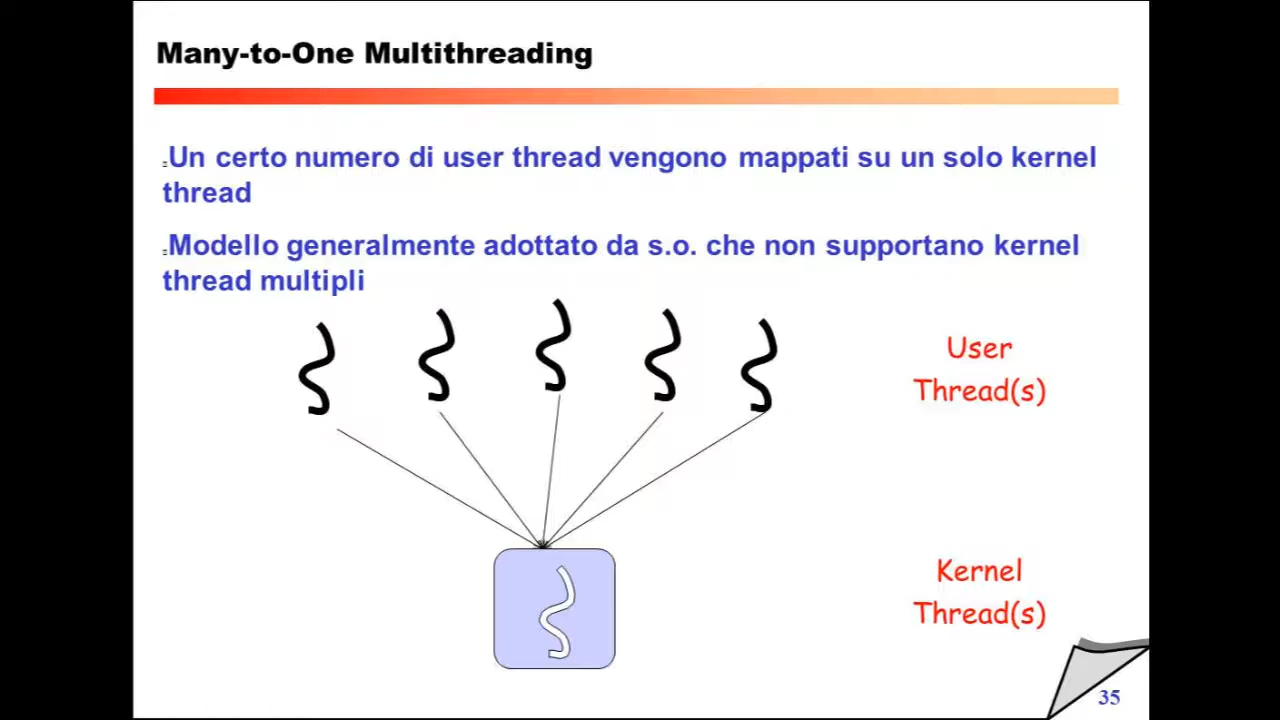 Many-to-One Multithreading
Un certo numero di user thread vengono mappati su un solo kernel
thread
Modello generalmente adottato da s.o. che non supportano kernel
thread multipli
User
Thread(s)
Kernel
Thread(s)
35